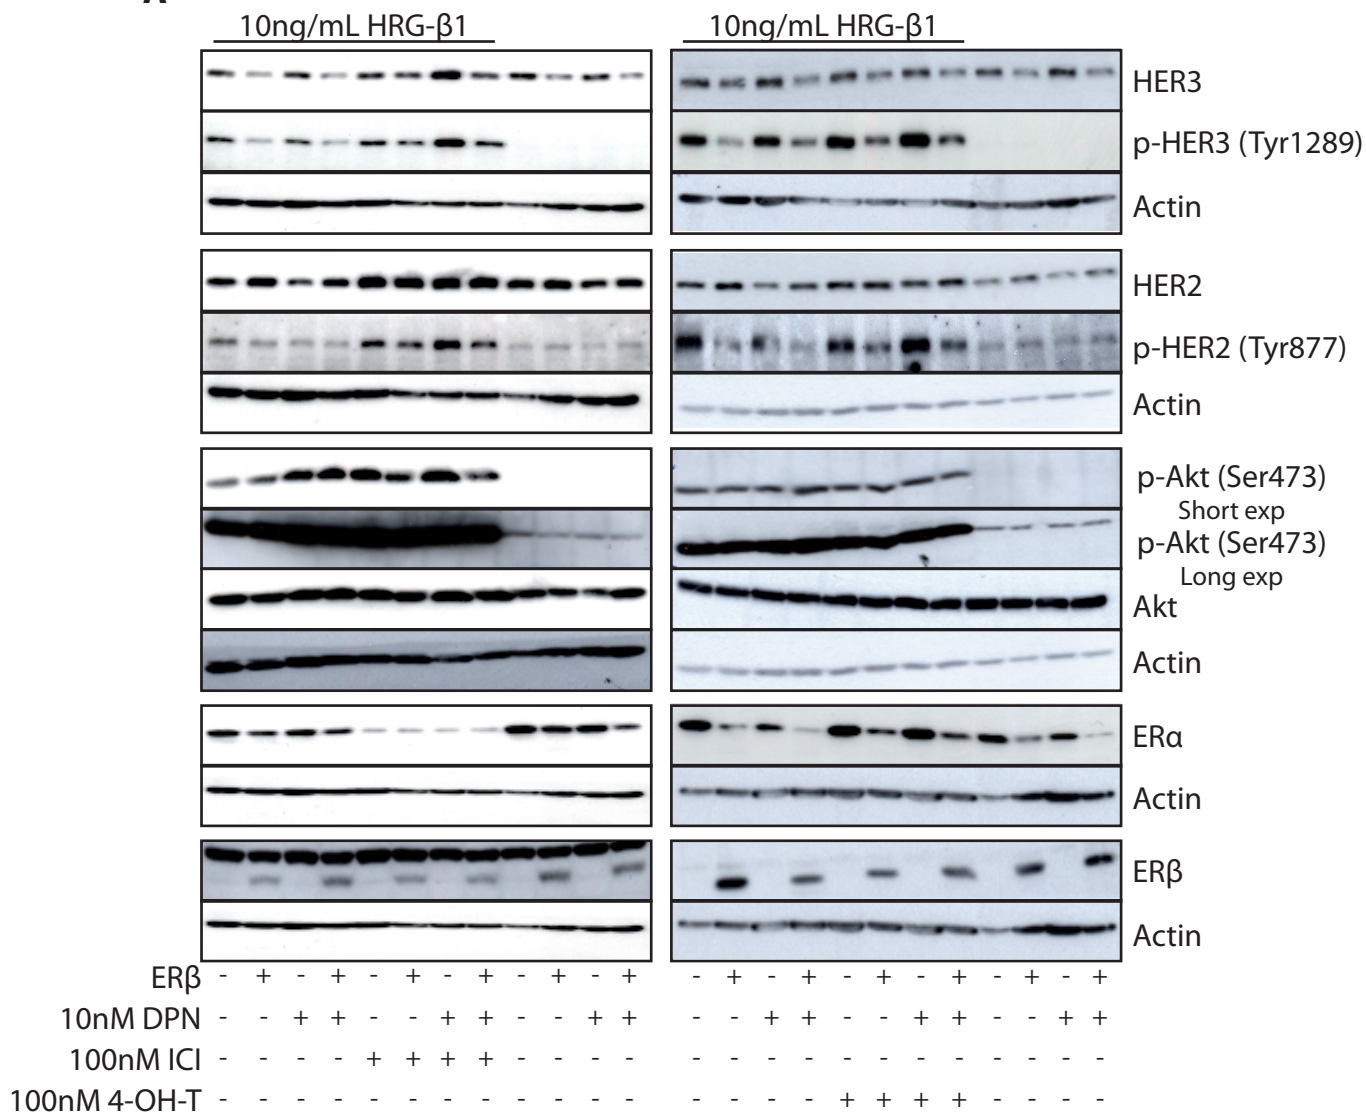 10ng/mL HRG-β1 10ng/mL HRG-β1
HER3
p-HER3 (Tyr1289)
Actin
HER2
p-HER2 (Tyr877)
Actin
p-Akt (Ser473)
Short exp
p-Akt (Ser473)
Long exp
Akt
Actin
ERα
Actin
ERβ
Actin
ERβ - + - + - + - + - + - + - + - + - + - + - + - +
10nM DPN - - + + - - + + - - + + - - + + - - + + - - + +
100nM ICI - - - - + + + + - - - - - - - - - - - - - - - -
100nM 4-OH-T - - - - - - - - - - - - - - - - + + + + - - - -